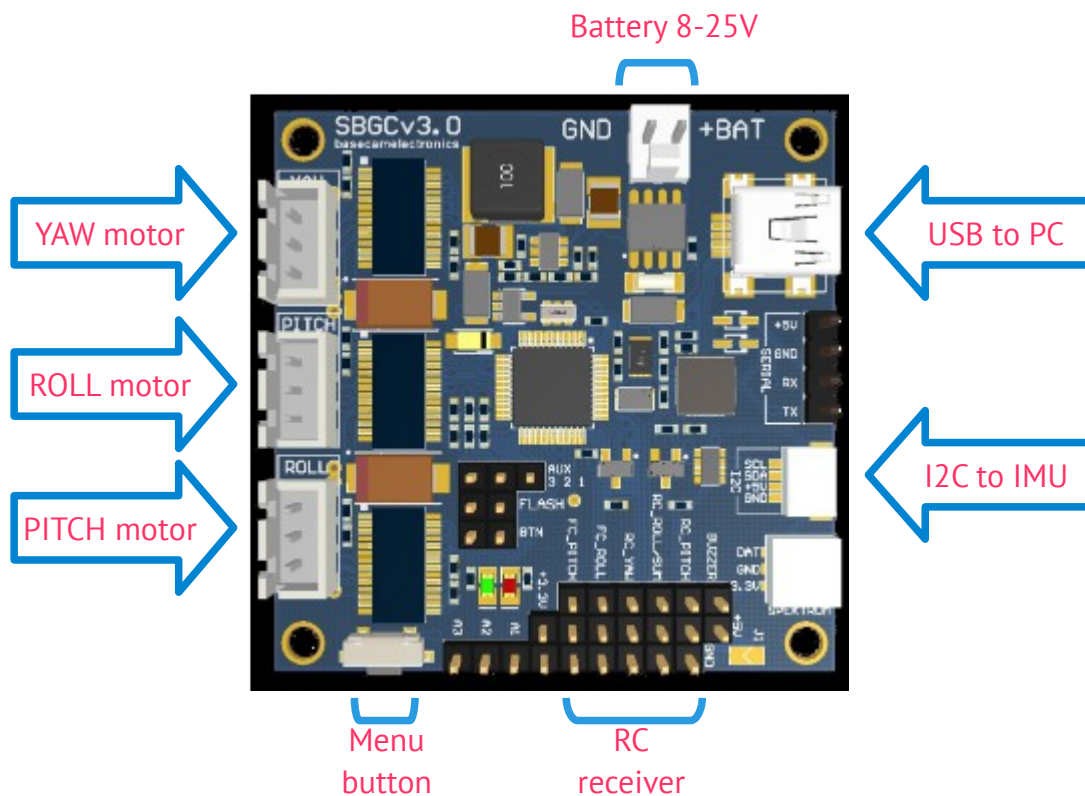 Battery 8-25V
SBGCv3.0
basecamelectronics
GND
+BAT
100
YAW
YAW motor
USB to PC
PITCH
+5V
GND
RX
TX
SERIAL
ROLL motor
ROLL
AUX
3 2 1
FLASH
BTN
I2C
SCL
SDA
+5V
GND
I2C to IMU
PITCH motor
FC_PITCH
FC_ROLL
RC_YAW
RC_ROLL/SUM
RC_PITCH
BUZZER
DAT
GND
3.3V
SPEKTRUM
+3.3V
+5V
GND
J1
A3
A2
A1
Menu
button
RC
receiver